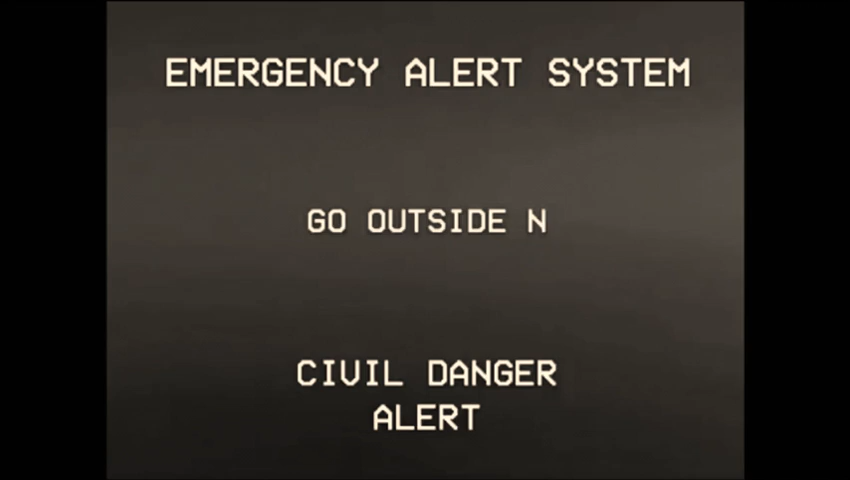 EMERGENCY ALERT SYSTEM
GO OUTSIDE N
CIVIL DANGER
ALERT